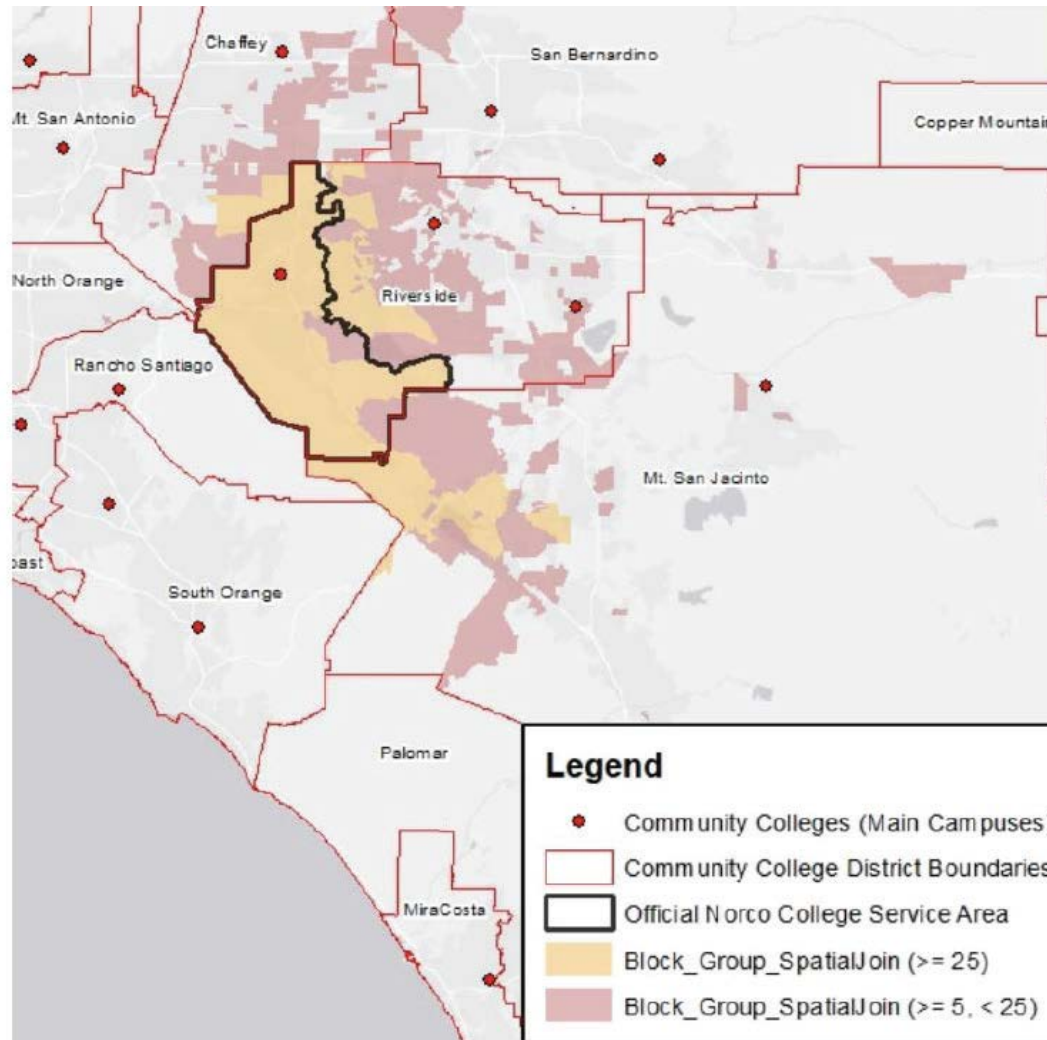 Chaffey
San Bernardino
Mt. San Antonio
Copper Mountain
North Orange
Riverside
Rancho Santiago
Mt. San Jacinto
oast
South Orange
Palomar
MiraCosta
Legend
Community Colleges (Main Campuses
Community College District Boundaries
Official Norco College Service Area
Block_Group_SpatialJoin (>= 25)
Block_Group_SpatialJoin (>= 5, < 25)